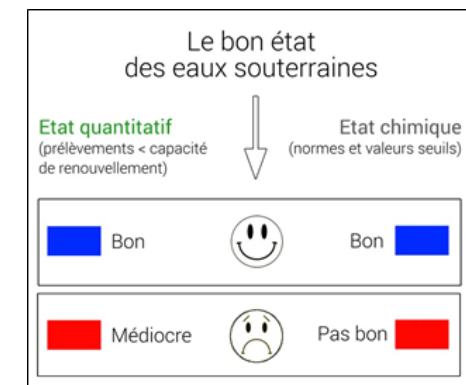 Le bon état
des eaux souterraines
Etat quantitatif
(prélèvements < capacité
de renouvellement)
Etat chimique
(normes et valeurs seuils)
Bon
Bon
Médiocre
Pas bon